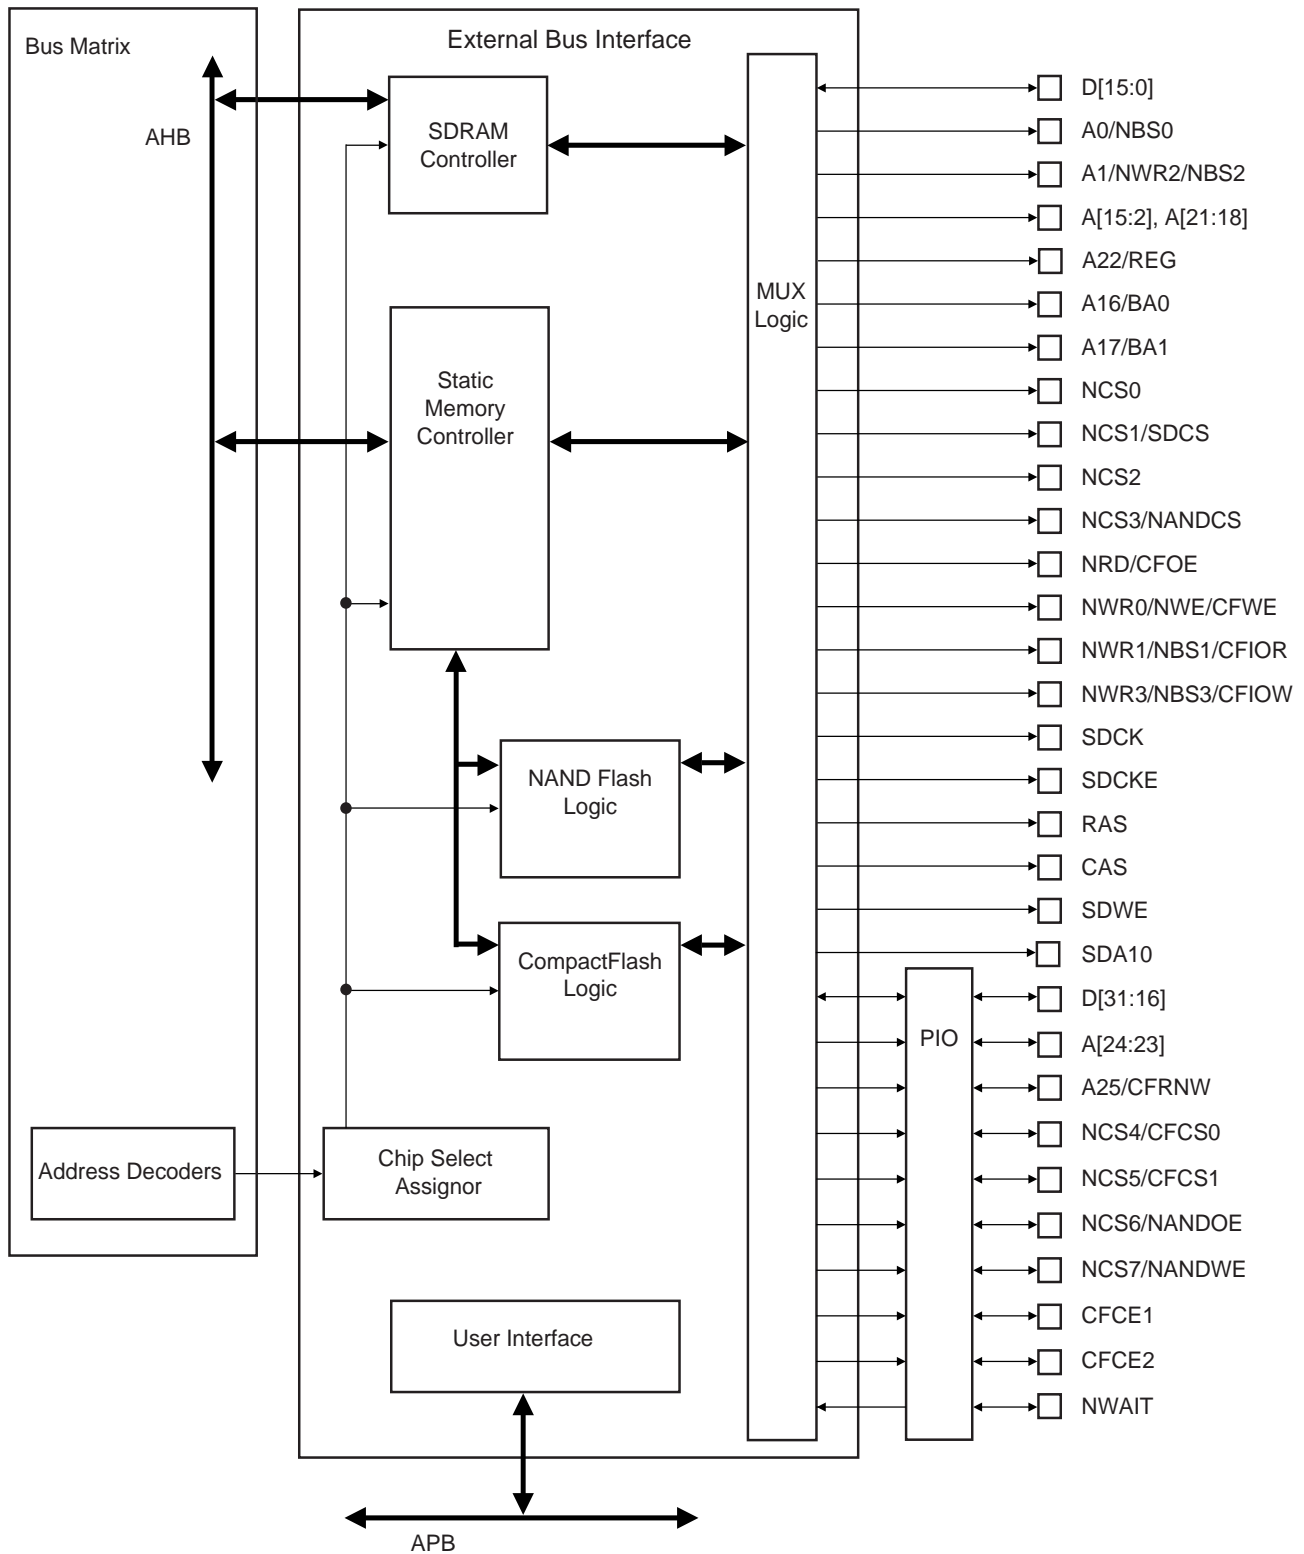 Bus Matrix
AHB
Address Decoders
External Bus Interface
SDRAM
Controller
Static
Memory
Controller
NAND Flash
Logic
CompactFlash
Logic
Chip Select
Assignor
User Interface
APB
MUX
Logic
PIO
D[15:0]
A0/NBS0
A1/NWR2/NBS2
A[15:2], A[21:18]
A22/REG
A16/BA0
A17/BA1
NCS0
NCS1/SDCS
NCS2
NCS3/NANDCS
NRD/CFOE
NWR0/NWE/CFWE
NWR1/NBS1/CFIOR
NWR3/NBS3/CFIOW
SDCK
SDCKE
RAS
CAS
SDWE
SDA10
D[31:16]
A[24:23]
A25/CFRNW
NCS4/CFCS0
NCS5/CFCS1
NCS6/NANDOE
NCS7/NANDWE
CFCE1
CFCE2
NWAIT